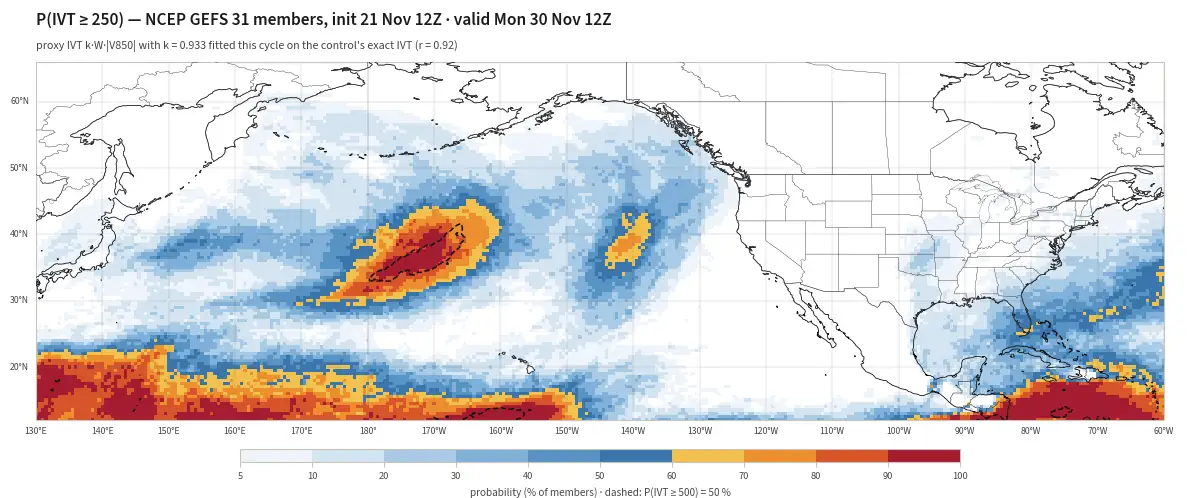 P(IVT ≥ 250) — NCEP GEFS 31 members, init 21 Nov 12Z · valid Mon 30 Nov 12Z
proxy IVT k·W·|V850| with k = 0.933 fitted this cycle on the control's exact IVT (r = 0.92)
60°N
50°N
40°N
30°N
20°N
130°E 140°E 150°E 160°E 170°E 180° 170°W 160°W 150°W 140°W 130°W 120°W 110°W 100°W 90°W 80°W 70°W 60°W
5 10 20 30 40 50 60 70 80 90 100
probability (% of members) · dashed: P(IVT ≥ 500) = 50 %